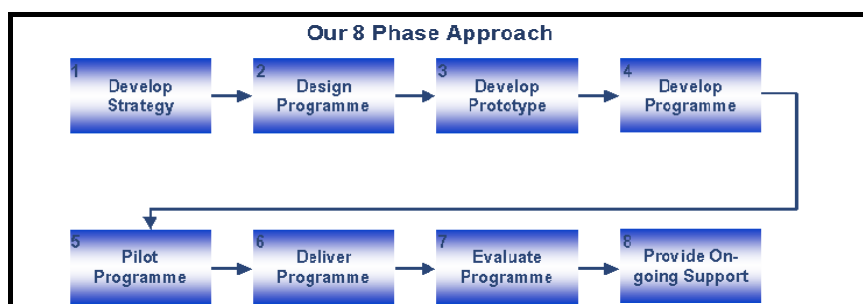 Our 8 Phase Approach
1
Develop
Strategy
2
Design
Programme
3
Develop
Prototype
4
Develop
Programme
5
Pilot
Programme
6
Deliver
Programme
7
Evaluate
Programme
8
Provide On-
going Support